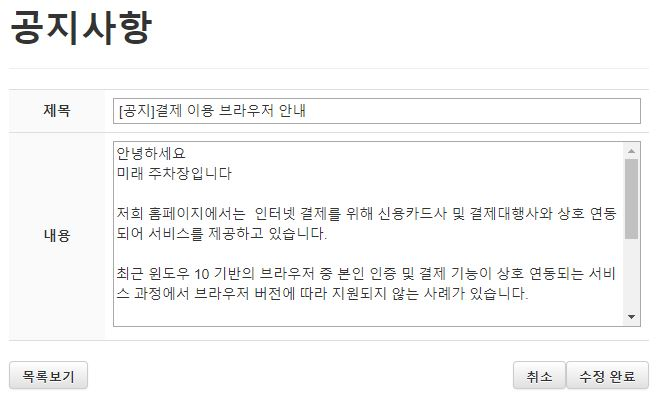 공지사항
제목
[공지]결제 이용 브라우저 안내
내용
안녕하세요
미래 주차장입니다
저희 홈페이지에서는  인터넷 결제를 위해 신용카드사 및 결제대행사와 상호 연동
되어 서비스를 제공하고 있습니다.
최근 윈도우 10 기반의 브라우저 중 본인 인증 및 결제 기능이 상호 연동되는 서비
스 과정에서 브라우저 버전에 따라 지원되지 않는 사례가 있습니다.
목록보기
취소
수정 완료